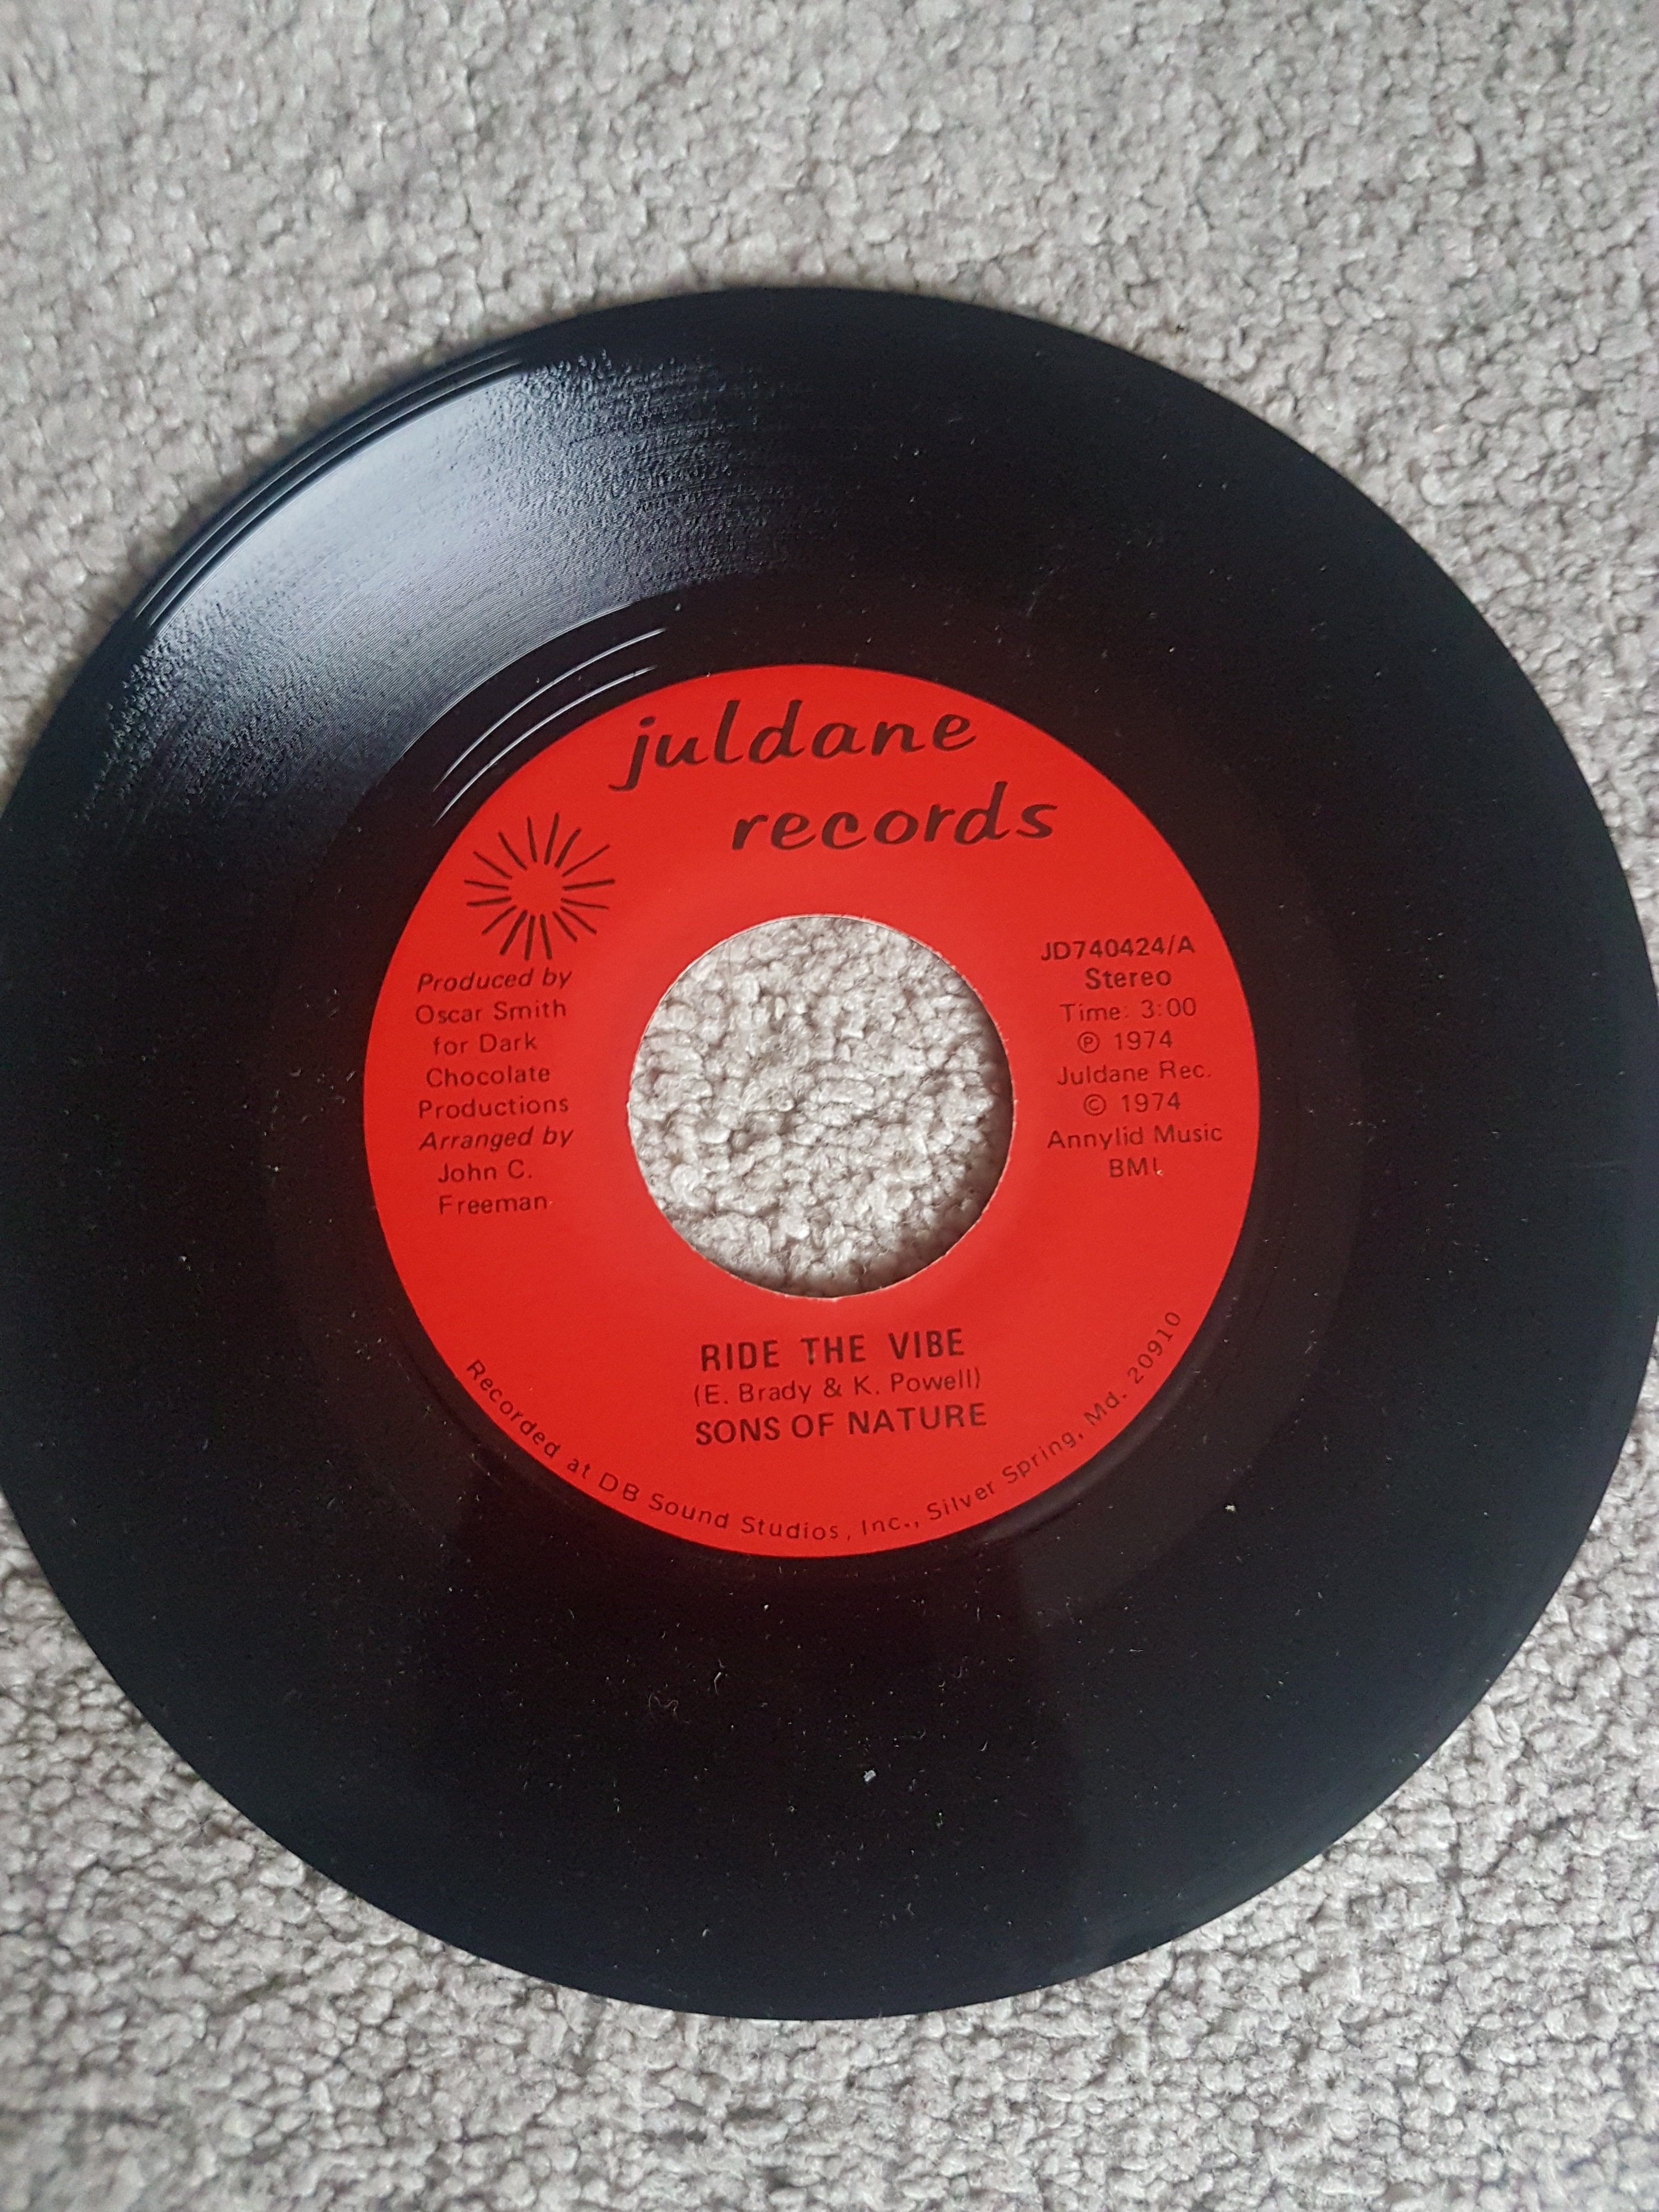 juldane
records
Produced by
Oscar Smith
for Dark
Chocolate
Productions
Arranged by
John C.
Freeman
JD740424/A
Stereo
Time: 3:00
℗ 1974
Juldane Rec.
© 1974
Annylid Music
BMI
RIDE THE VIBE
(E. Brady & K. Powell)
SONS OF NATURE
Recorded at DB Sound Studios, Inc., Silver Spring, Md. 20910